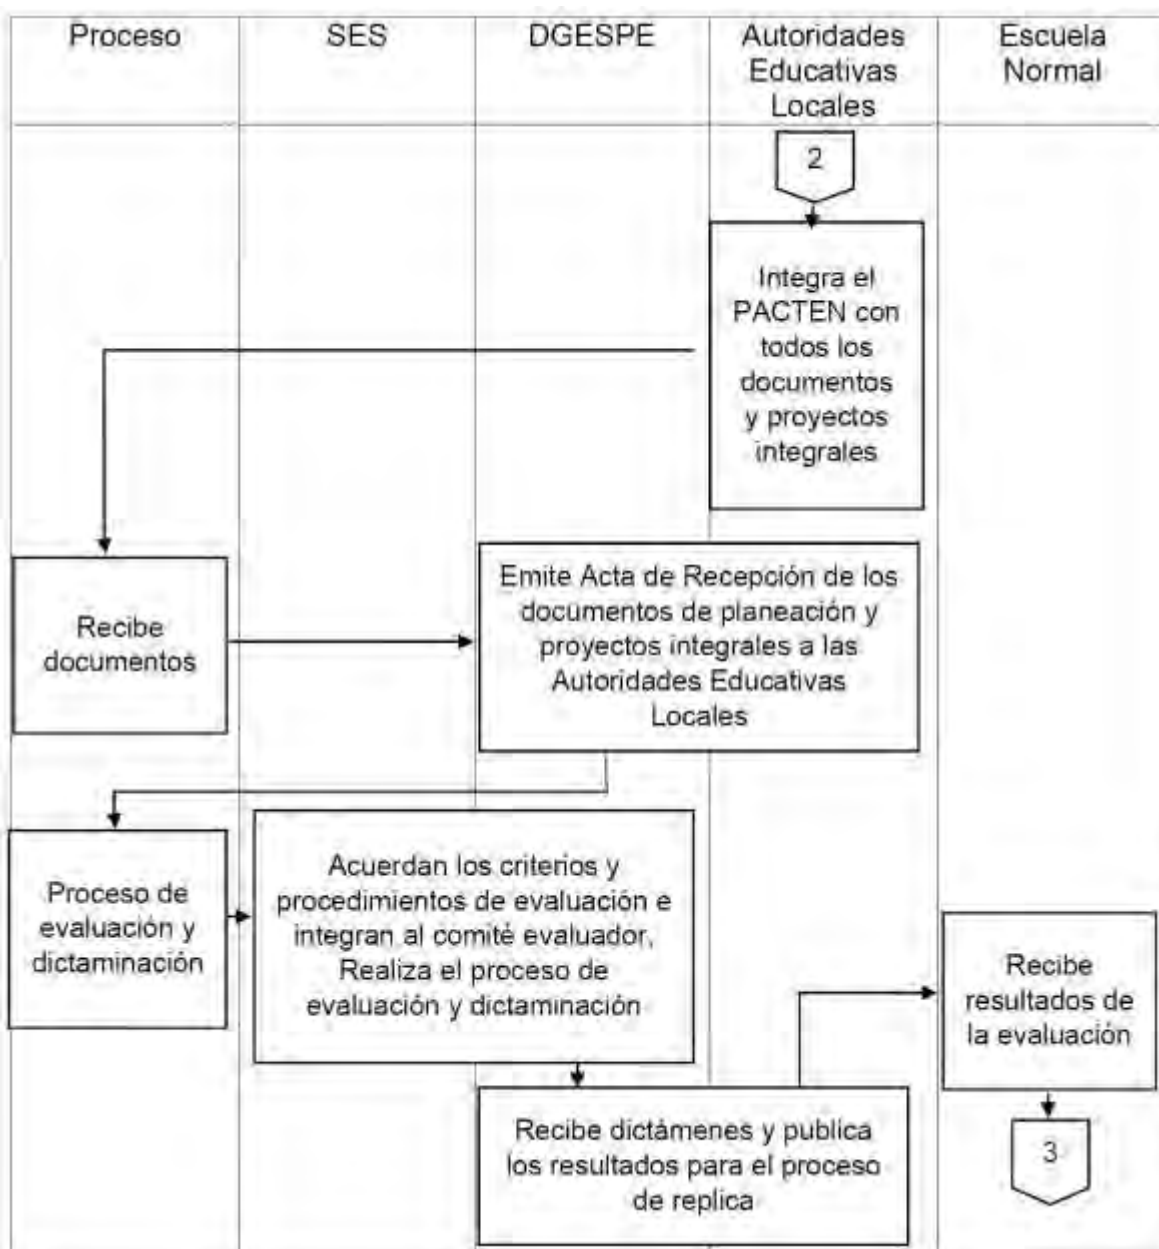 Proceso
SES
DGESPE
Autoridades
Educativas
Locales
Escuela
Normal
2
Integra el
PACTEN con
todos los
documentos
y proyectos
integrales
Recibe
documentos
Emite Acta de Recepción de los
documentos de planeación y
proyectos integrales a las
Autoridades Educativas
Locales
Proceso de
evaluación y
dictaminación
Acuerdan los criterios y
procedimientos de evaluación e
integran al comité evaluador.
Realiza el proceso de
evaluación y dictaminación
Recibe dictámenes y publica
los resultados para el proceso
de replica
Recibe
resultados de
la evaluación
3